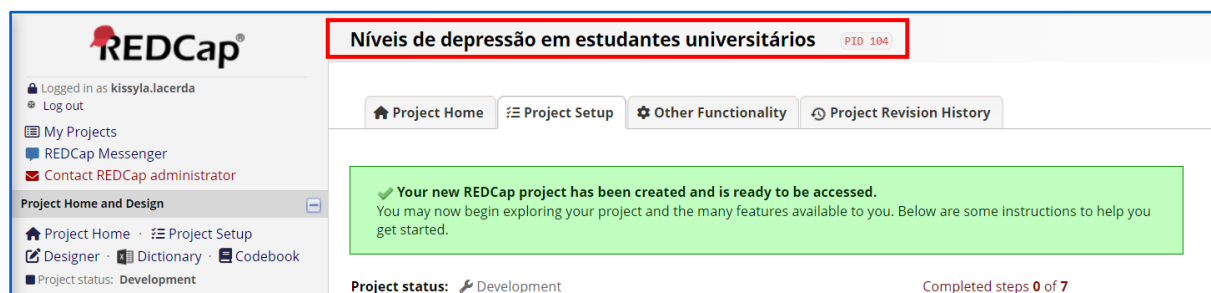 REDCap®
Logged in as kissyla.lacerda
Log out
My Projects
REDCap Messenger
Contact REDCap administrator
Project Home and Design
Project Home · Project Setup
Designer · Dictionary · Codebook
Project status: Development
Níveis de depressão em estudantes universitários PID 104
Project Home Project Setup Other Functionality Project Revision History
Your new REDCap project has been created and is ready to be accessed.
You may now begin exploring your project and the many features available to you. Below are some instructions to help you
get started.
Project status: Development Completed steps 0 of 7